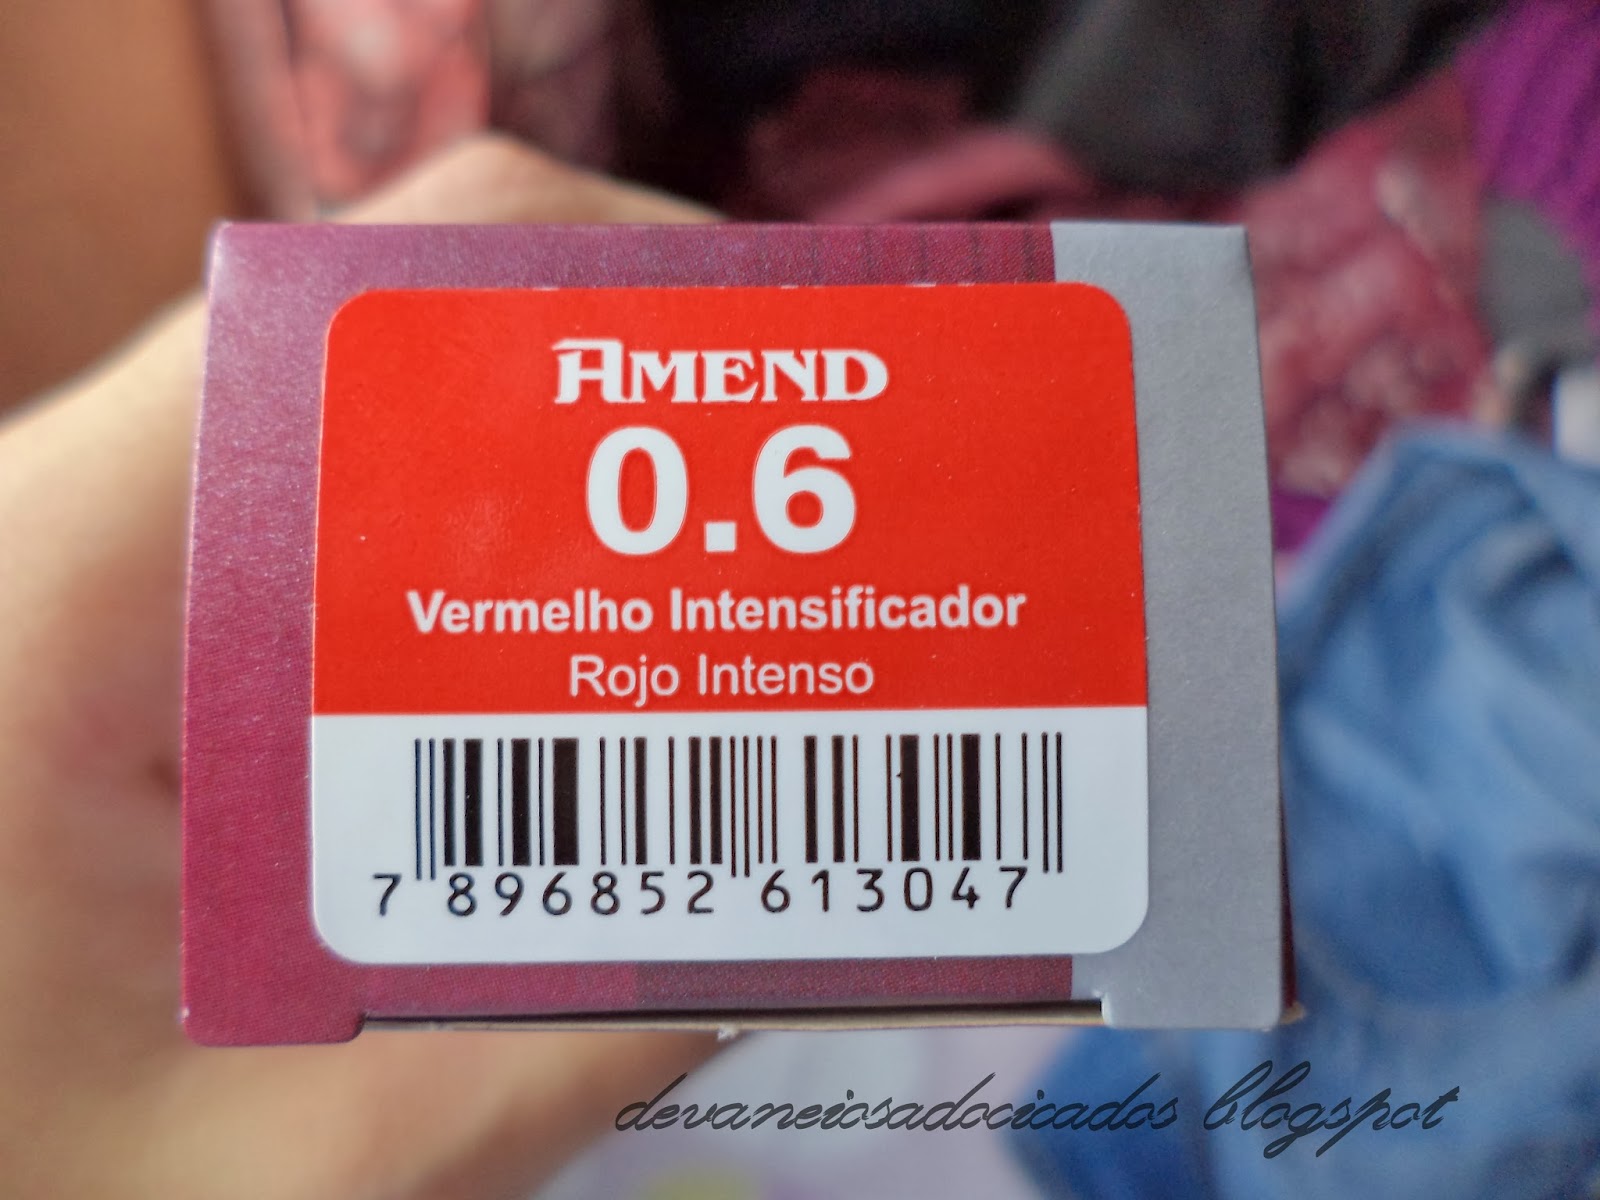 AMEND
0.6
Vermelho Intensificador
Rojo Intenso
7 896852 613047
devaneiosadocicados blogspot